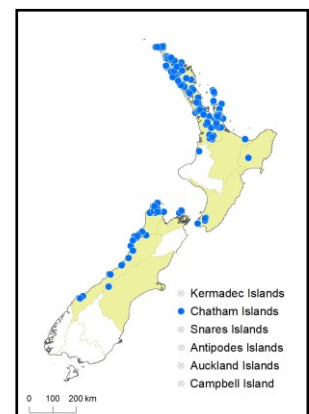 Kermadec Islands
Chatham Islands
Snares Islands
Antipodes Islands
Auckland Islands
Campbell Island
0 100 200 km